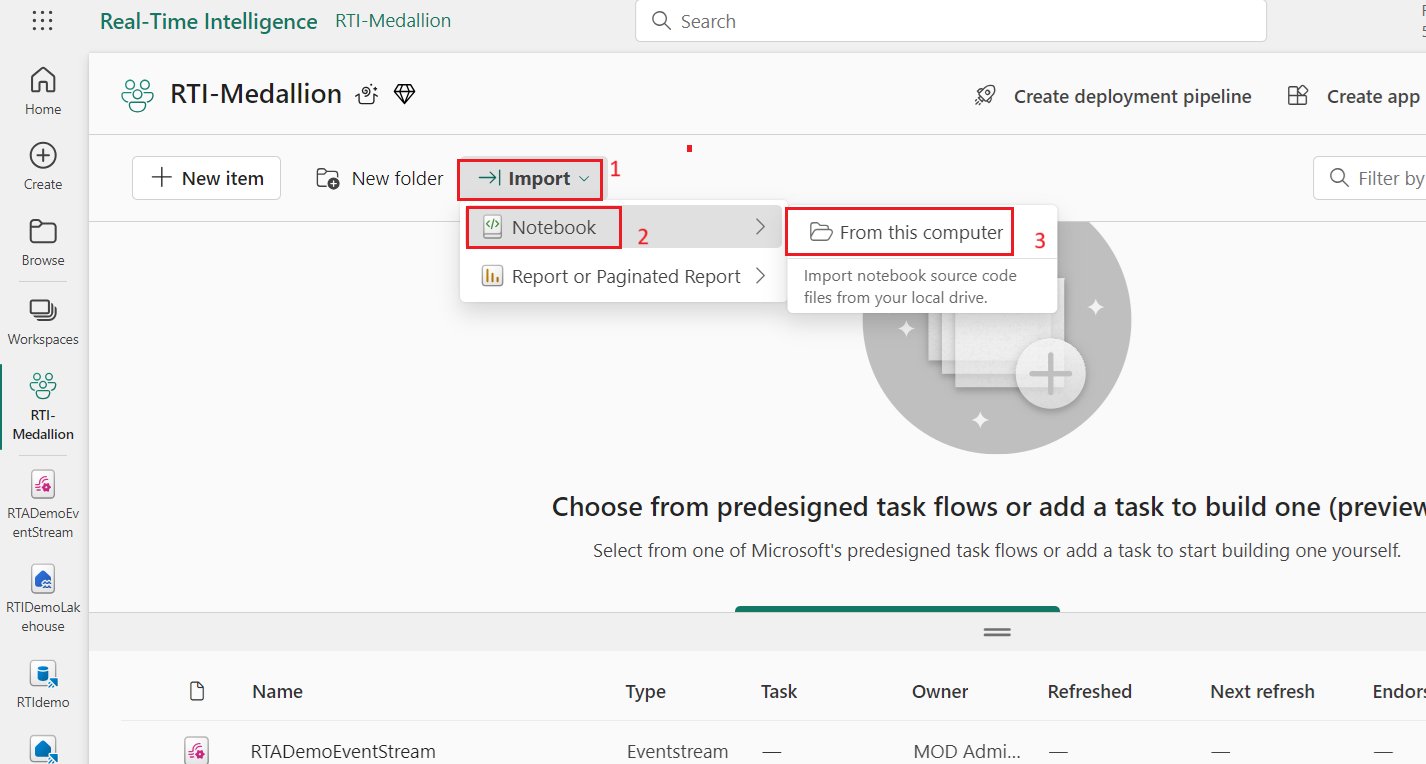 Real-Time Intelligence RTI-Medallion
Search
Home
Create
Browse
Workspaces
RTI-
Medallion
RTADemoEv
entStream
RTIDemoLak
ehouse
RTIdemo
RTI-Medallion
Create deployment pipeline
Create app
New item
New folder
Import
1
Filter by
Notebook
2
Report or Paginated Report
From this computer
3
Import notebook source code
files from your local drive.
Choose from predesigned task flows or add a task to build one (preview
Select from one of Microsoft's predesigned task flows or add a task to start building one yourself.
Name Type Task Owner Refreshed Next refresh Endors
RTADemoEventStream Eventstream — MOD Admi... — — —